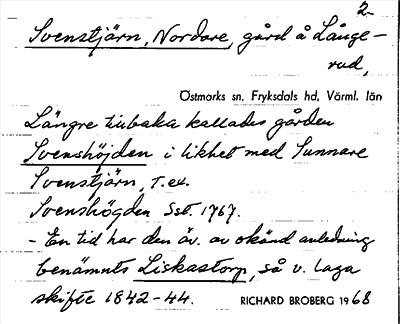 2.
Svenstjärn, Nordare, gård å Långe-
rud,
Östmarks sn. Fryksdals hd, Värml. län
Längre tillbaka kallades gården
Svenshöjden i likhet med Sunnare
Svenstjärn, T.ex.
Svenshögden Sst. 1767.
- En tid har den äv. av okänd anledning
benämnts Liskastorp, så v. laga
skifte 1842-44.
RICHARD BROBERG 1968